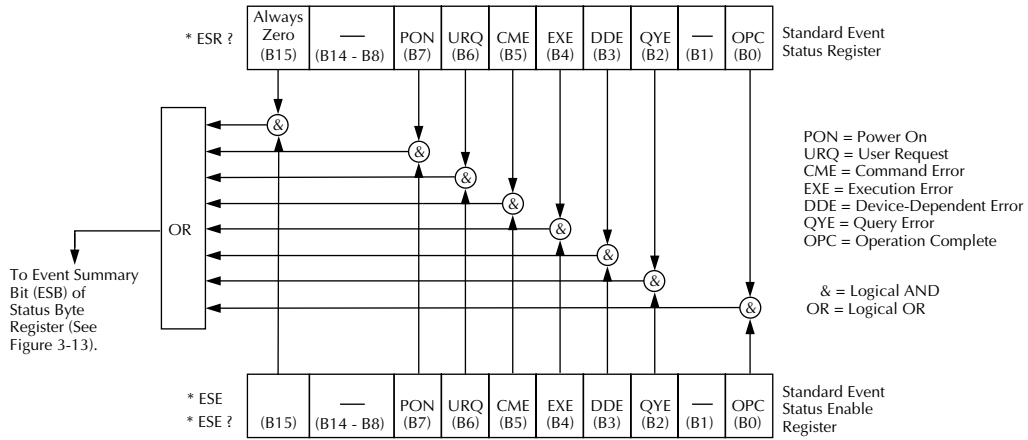 * ESR ?
Always
Zero
(B15)
—
(B14 - B8)
PON
(B7)
URQ
(B6)
CME
(B5)
EXE
(B4)
DDE
(B3)
QYE
(B2)
—
(B1)
OPC
(B0)
Standard Event
Status Register
&
&
&
&
&
&
&
&
OR
To Event Summary
Bit (ESB) of
Status Byte
Register (See
Figure 3-13).
PON = Power On
URQ = User Request
CME = Command Error
EXE = Execution Error
DDE = Device-Dependent Error
QYE = Query Error
OPC = Operation Complete
& = Logical AND
OR = Logical OR
* ESE
* ESE ?
(B15)
—
(B14 - B8)
PON
(B7)
URQ
(B6)
CME
(B5)
EXE
(B4)
DDE
(B3)
QYE
(B2)
—
(B1)
OPC
(B0)
Standard Event
Status Enable
Register